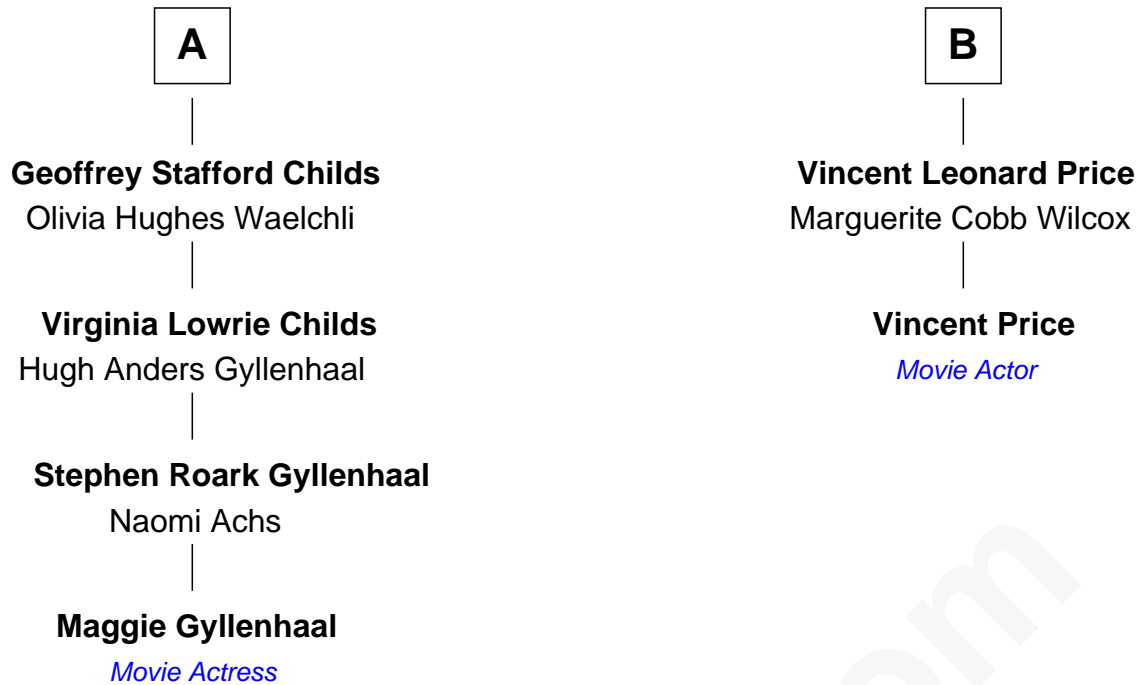 A
Geoffrey Stafford Childs
Olivia Hughes Waelchli
Virginia Lowrie Childs
Hugh Anders Gyllenhaal
Stephen Roark Gyllenhaal
Naomi Achs
Maggie Gyllenhaal
Movie Actress
B
Vincent Leonard Price
Marguerite Cobb Wilcox
Vincent Price
Movie Actor
om